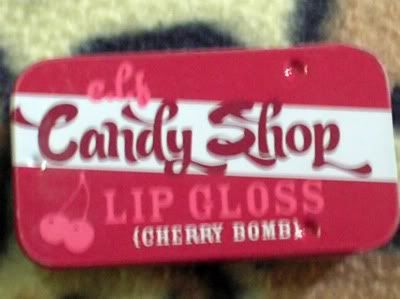 Candy Shop
LIP GLOSS
{CHERRY BOMB}